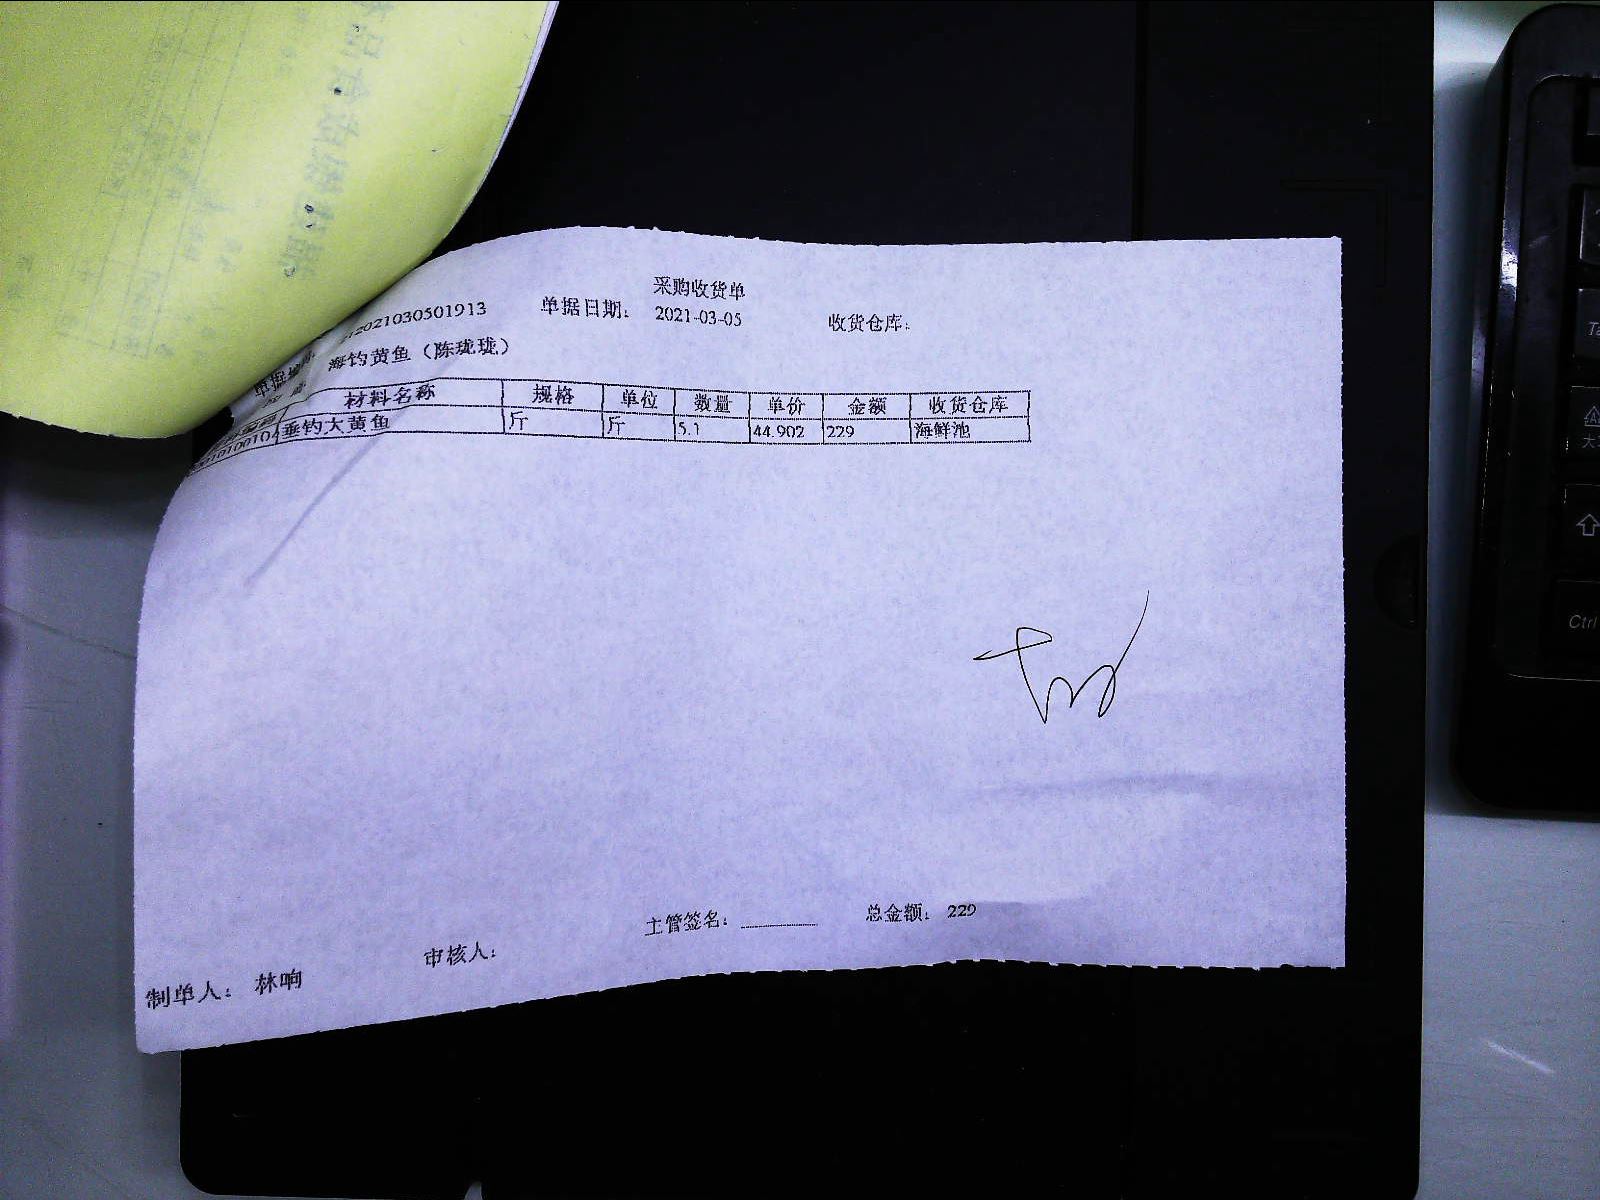 采购收货单
2021030501913 单据日期: 2021-03-05 收货仓库:
海钓黄鱼（陈珑珑）
材料名称 规格 单位 数量 单价 金额 收货仓库
垂钓大黄鱼 斤 斤 5.1 44.902 229 海鲜池
主管签名: 总金额: 229
制单人: 林响 审核人:
Ctrl